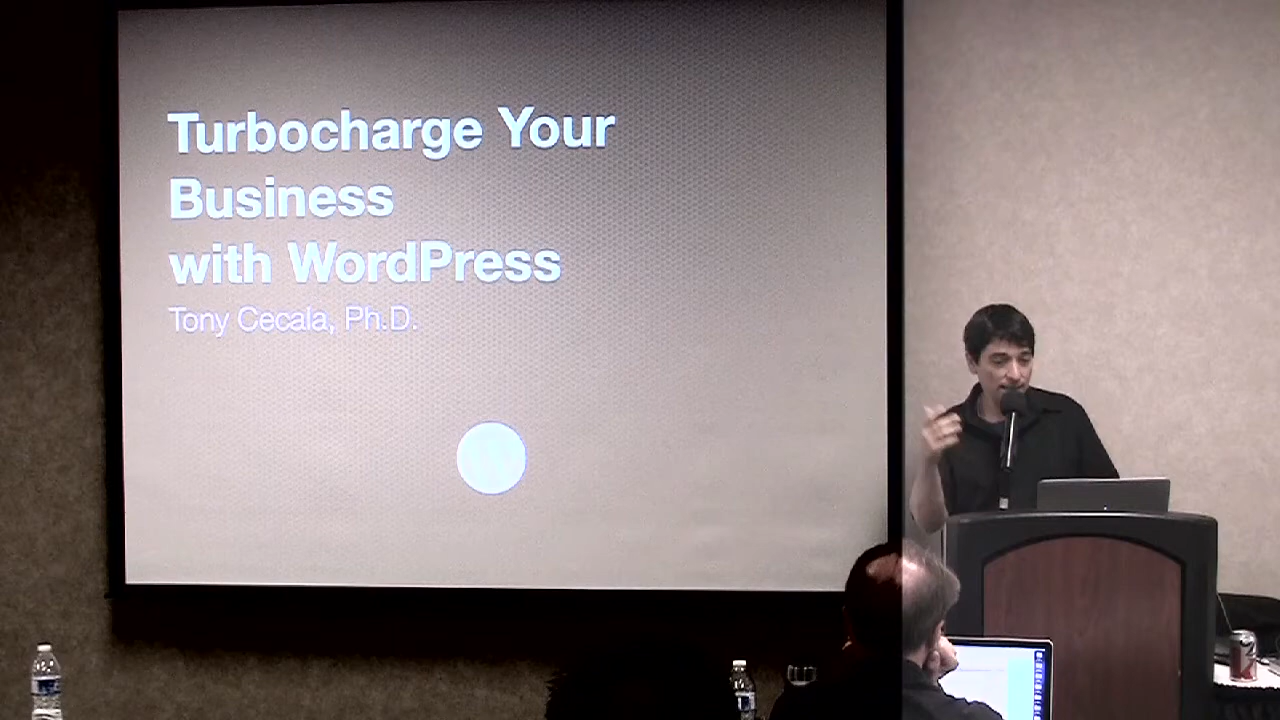 Turbocharge Your
Business
with WordPress
Tony Cecala, Ph.D.